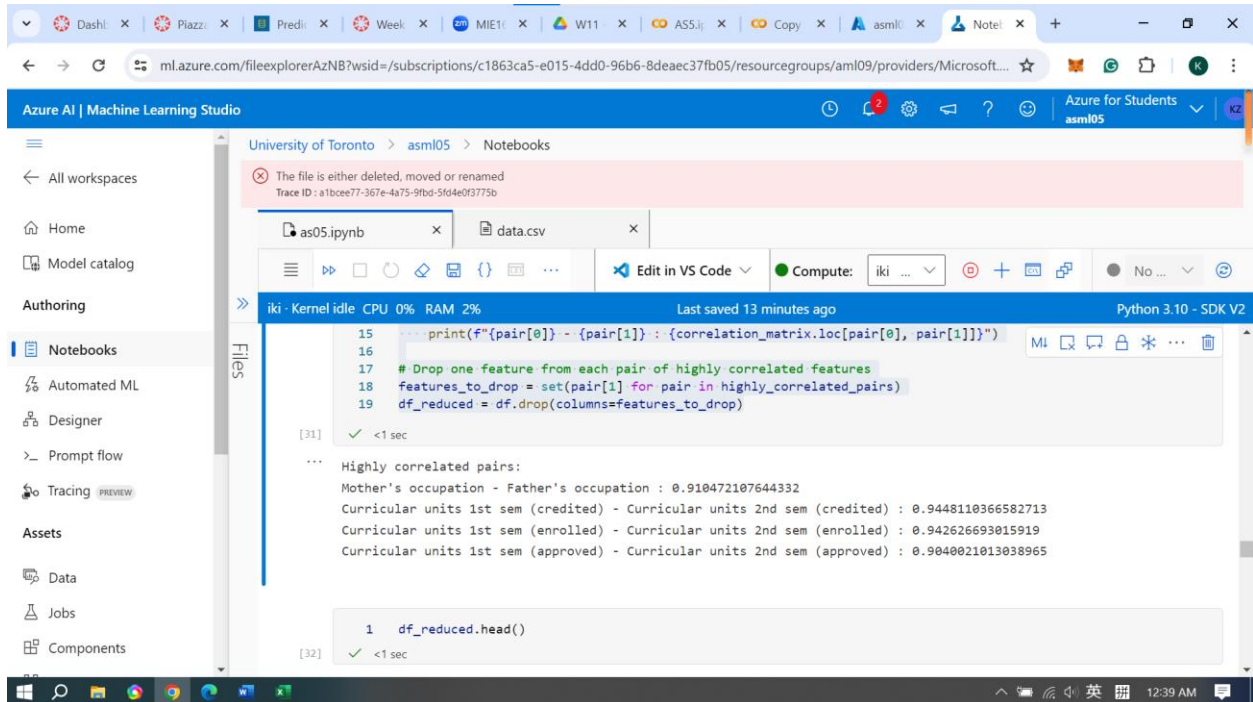 Dash
Piazz
Predi
Week
MIE1
W11
AS5.i
Copy
asml
Note
ml.azure.com/fileexplorerAzNB?wsid=/subscriptions/c1863ca5-e015-4dd0-96b6-8deaec37fb05/resourcegroups/aml09/providers/Microsoft....
K
Azure AI | Machine Learning Studio
2
Azure for Students
asml05
KZ
University of Toronto > asml05 > Notebooks
All workspaces
The file is either deleted, moved or renamed
Trace ID : a1bcee77-367e-4a75-9fbd-5fd4e0f3775b
Home
Model catalog
Authoring
Notebooks
Automated ML
Designer
Prompt flow
Tracing PREVIEW
Assets
Data
Jobs
Components
Files
as05.ipynb
data.csv
Edit in VS Code
Compute:
iki ...
No ...
iki · Kernel idle CPU 0% RAM 2%
Last saved 13 minutes ago
Python 3.10 - SDK V2
15 ····print(f"{pair[0]} - {pair[1]} : {correlation_matrix.loc[pair[0], pair[1]]}")
16
17 # Drop one feature from each pair of highly correlated features
18 features_to_drop = set(pair[1] for pair in highly_correlated_pairs)
19 df_reduced = df.drop(columns=features_to_drop)
M↓
[31] ✓ <1 sec
...
Highly correlated pairs:
Mother's occupation - Father's occupation : 0.910472107644332
Curricular units 1st sem (credited) - Curricular units 2nd sem (credited) : 0.9448110366582713
Curricular units 1st sem (enrolled) - Curricular units 2nd sem (enrolled) : 0.942626693015919
Curricular units 1st sem (approved) - Curricular units 2nd sem (approved) : 0.9040021013038965
1 df_reduced.head()
[32] ✓ <1 sec
英
拼
12:39 AM